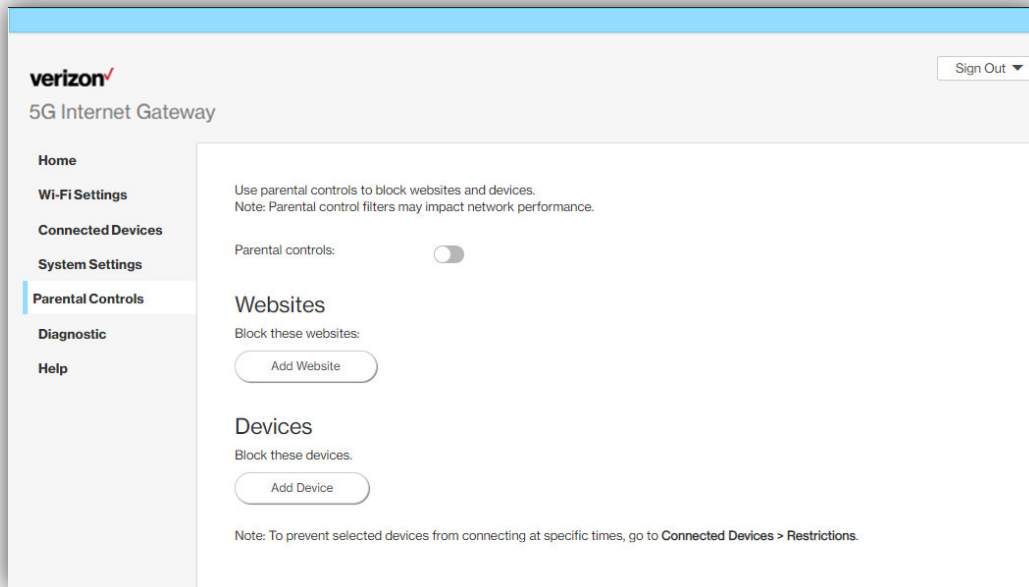 verizon
Sign Out
5G Internet Gateway
Home
Wi-Fi Settings
Connected Devices
System Settings
Parental Controls
Diagnostic
Help
Use parental controls to block websites and devices.
Note: Parental control filters may impact network performance.
Parental controls:
Websites
Block these websites:
Add Website
Devices
Block these devices.
Add Device
Note: To prevent selected devices from connecting at specific times, go to Connected Devices > Restrictions.